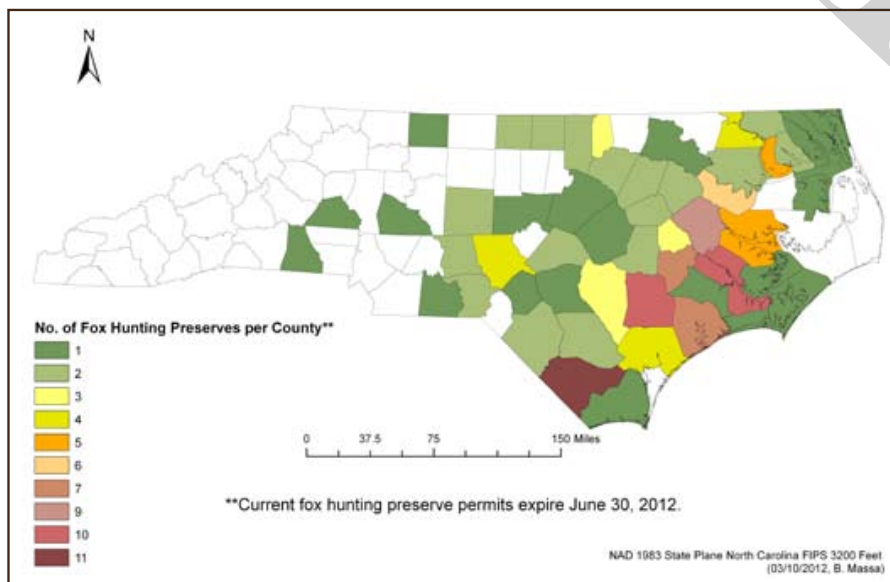 N
No. of Fox Hunting Preserves per County**
1
2
3
4
5
6
7
9
10
11
0 37.5 75 150 Miles
**Current fox hunting preserve permits expire June 30, 2012.
NAD 1983 State Plane North Carolina FIPS 3200 Feet
(03/10/2012, B. Massa)